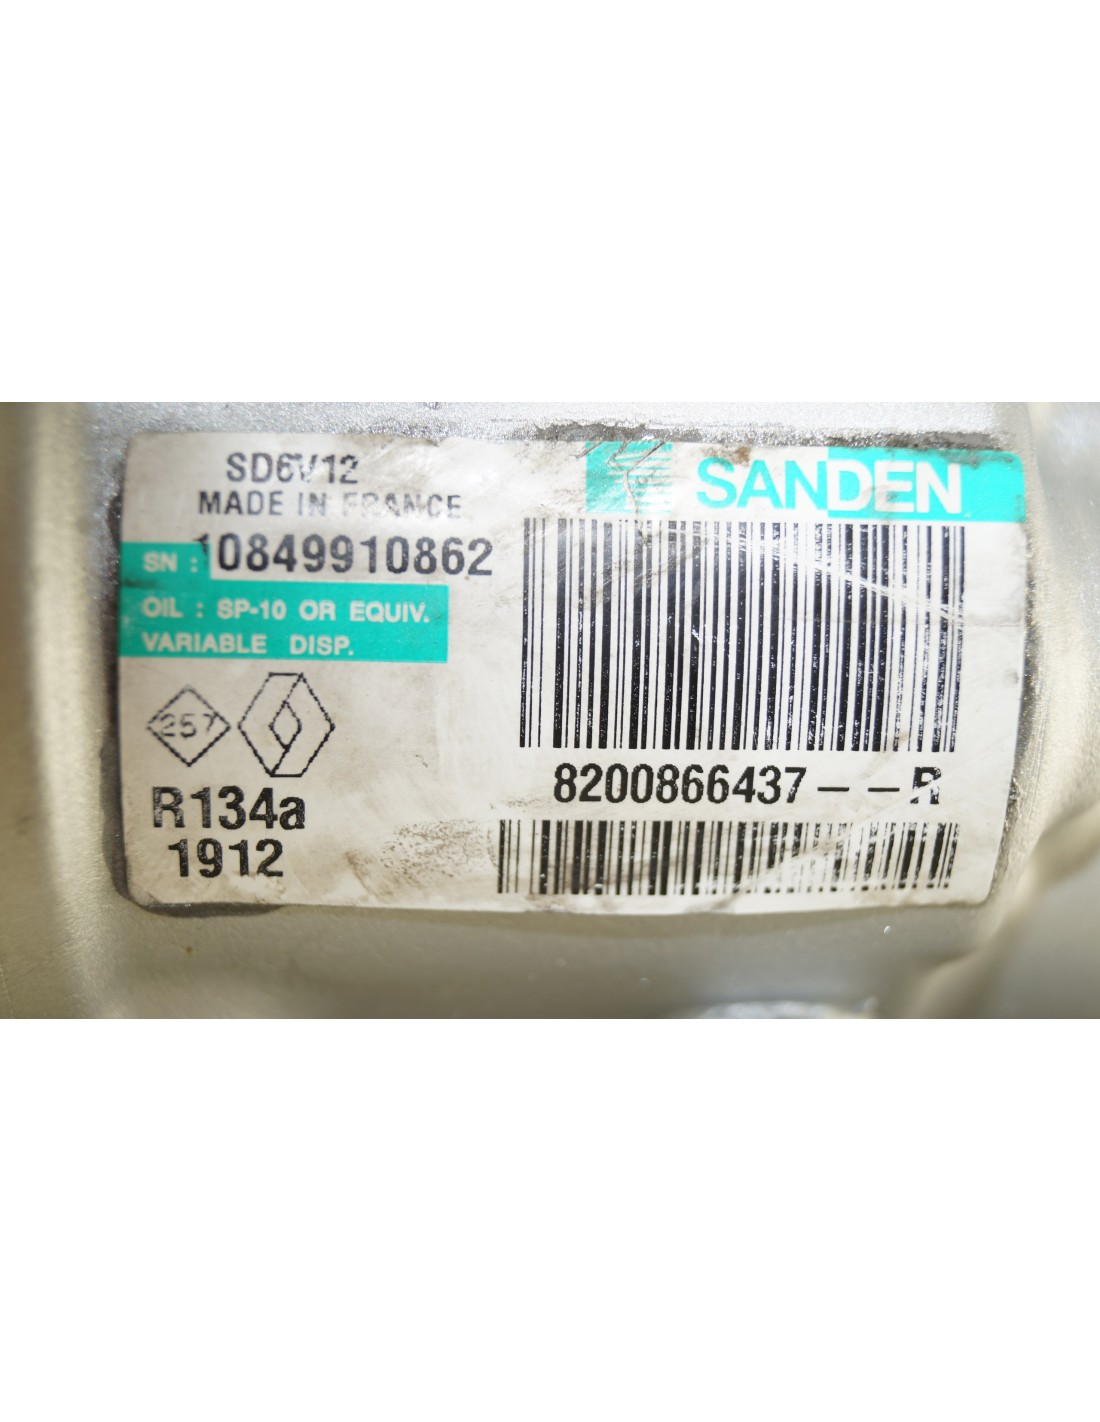 SD6V12
MADE IN FRANCE
SANDEN
SN : 10849910862
OIL : SP-10 OR EQUIV.
VARIABLE DISP.
257
8200866437--R
R134a
1912